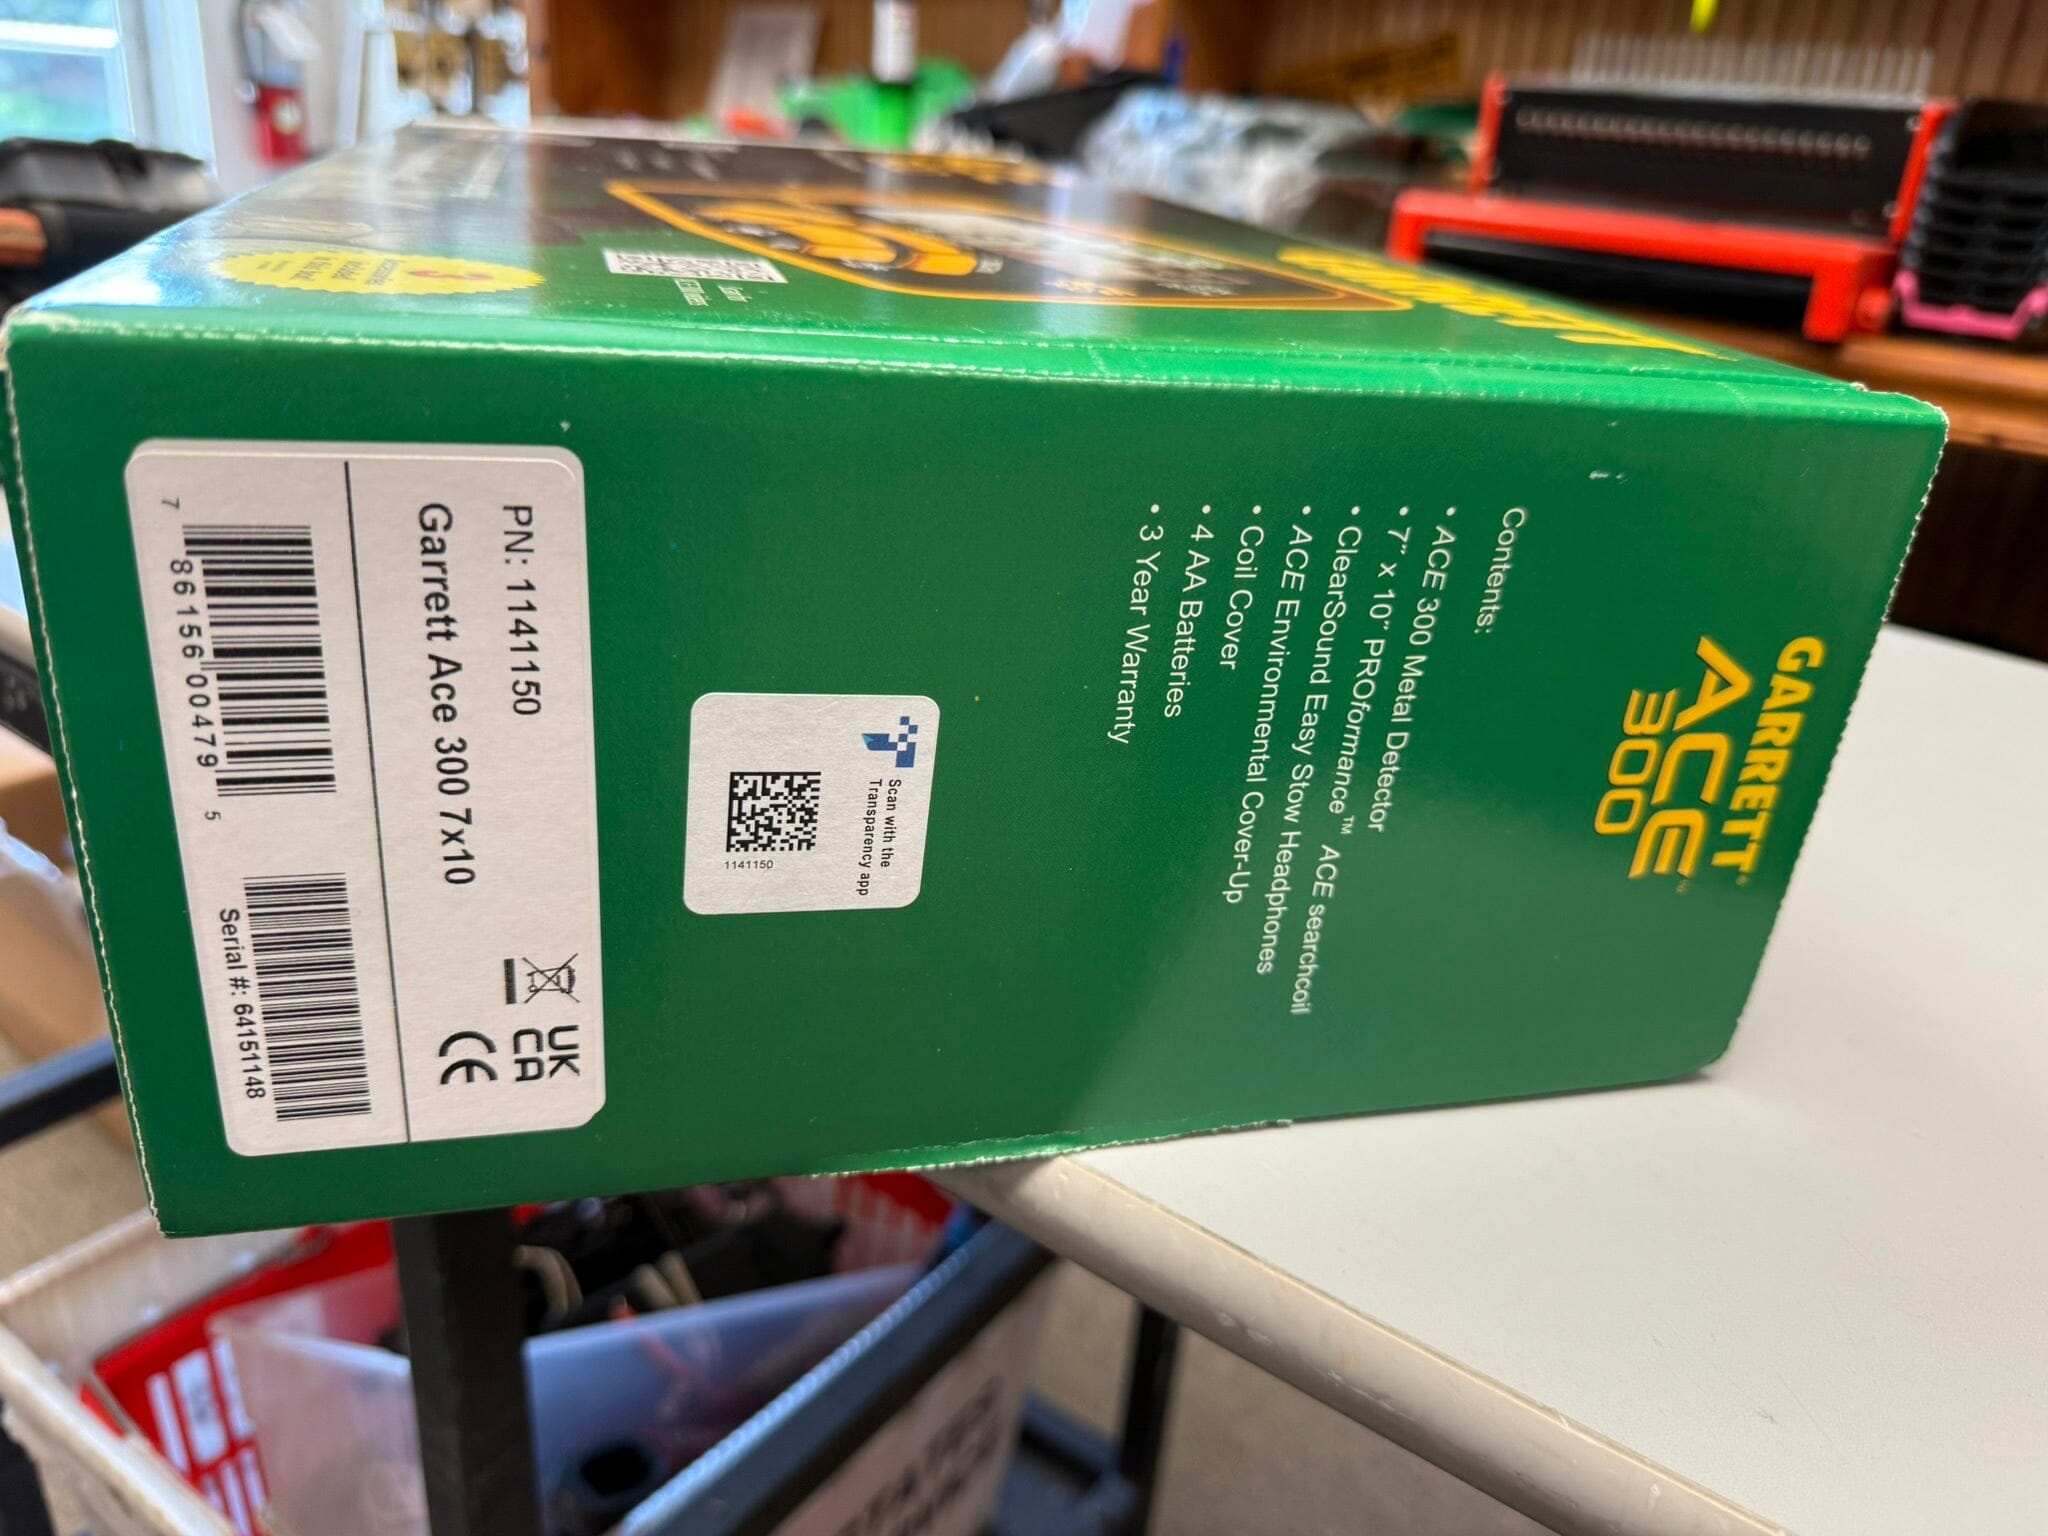 GARRETT®
ACE™
300
Contents:
• ACE 300 Metal Detector
• 7" x 10" PROformance™ ACE searchcoil
• ClearSound Easy Stow Headphones
• ACE Environmental Cover-Up
• Coil Cover
• 4 AA Batteries
• 3 Year Warranty
Scan with the
Transparency app
1141150
PN: 1141150
Garrett Ace 300 7x10
UK
CA
CE
7 86156 00479 5
Serial #: 64151148
GARRETT